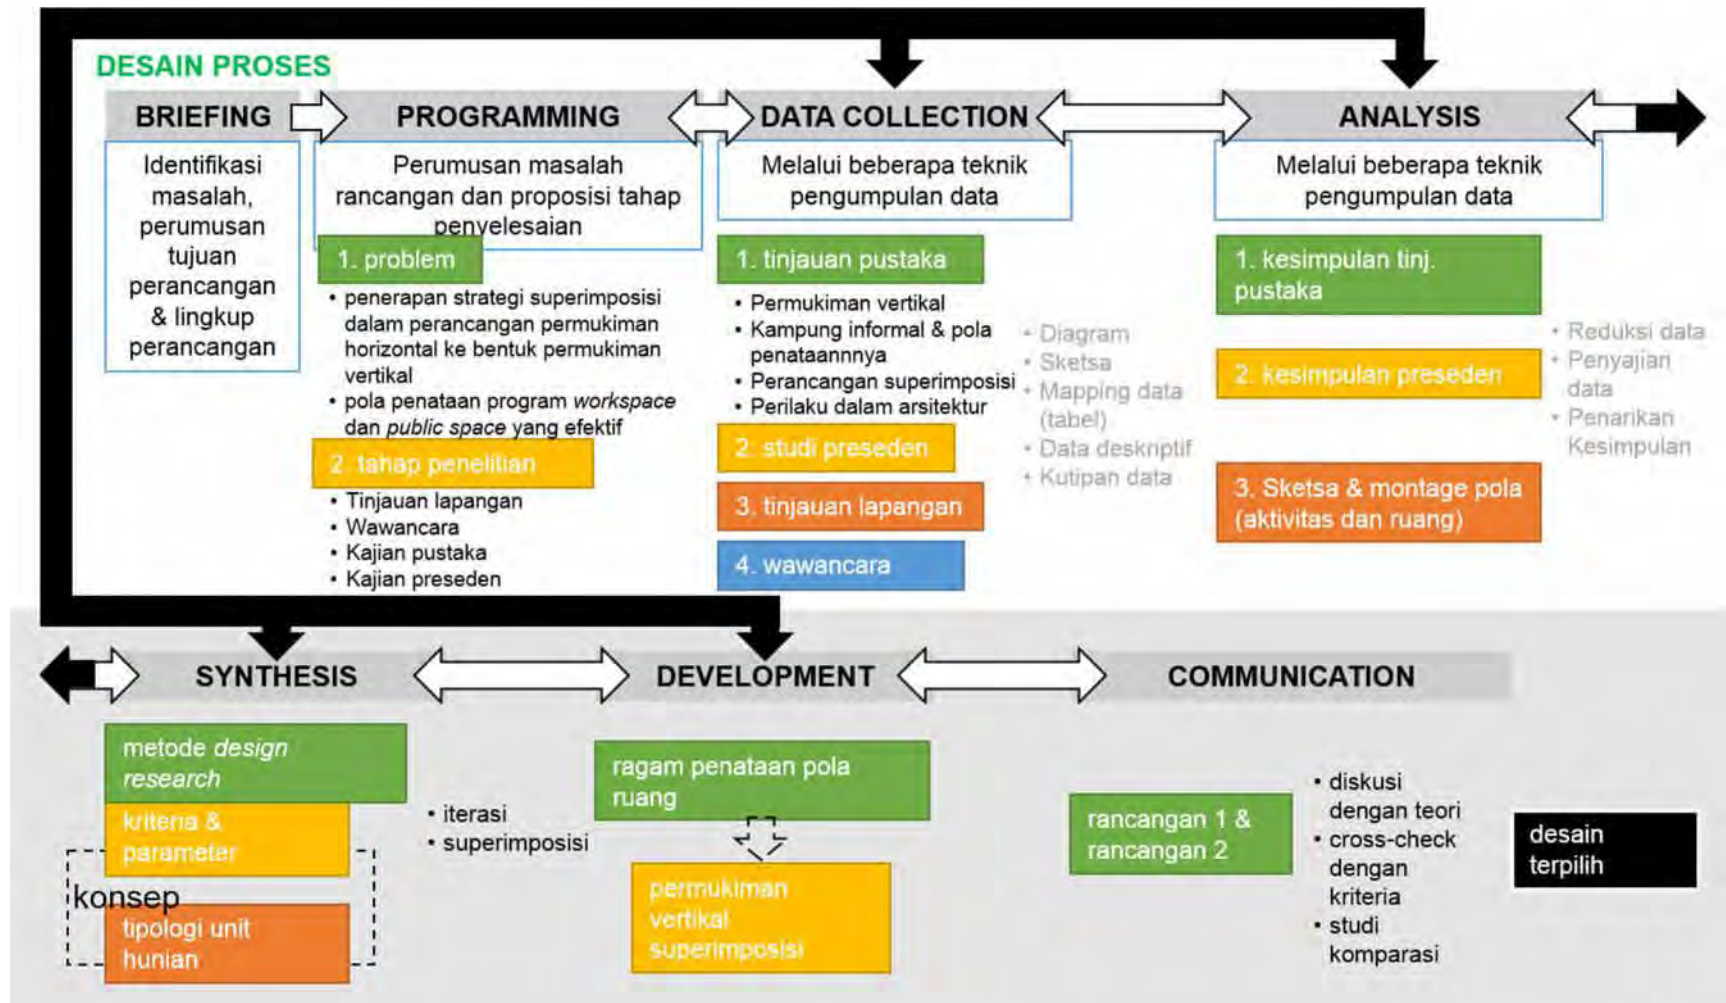 DESAIN PROSES
BRIEFING
Identifikasi
masalah,
perumusan
tujuan
perancangan
& lingkup
perancangan
PROGRAMMING
Perumusan masalah
rancangan dan proposisi tahap
penyelesaian
1. problem
• penerapan strategi superimposisi
dalam perancangan permukiman
horizontal ke bentuk permukiman
vertikal
• pola penataan program workspace
dan public space yang efektif
2. tahap penelitian
• Tinjauan lapangan
• Wawancara
• Kajian pustaka
• Kajian preseden
DATA COLLECTION
Melalui beberapa teknik
pengumpulan data
1. tinjauan pustaka
• Permukiman vertikal
• Kampung informal & pola
penataannnya
• Perancangan superimposisi
• Perilaku dalam arsitektur
2. studi preseden
3. tinjauan lapangan
4. wawancara
• Diagram
• Sketsa
• Mapping data
(tabel)
• Data deskriptif
• Kutipan data
ANALYSIS
Melalui beberapa teknik
pengumpulan data
1. kesimpulan tinj.
pustaka
2. kesimpulan preseden
3. Sketsa & montage pola
(aktivitas dan ruang)
• Reduksi data
• Penyajian
data
• Penarikan
Kesimpulan
SYNTHESIS
metode design
research
kriteria &
parameter
konsep
tipologi unit
hunian
• iterasi
• superimposisi
DEVELOPMENT
ragam penataan pola
ruang
permukiman
vertikal
superimposisi
COMMUNICATION
rancangan 1 &
rancangan 2
• diskusi
dengan teori
• cross-check
dengan
kriteria
• studi
komparasi
desain
terpilih